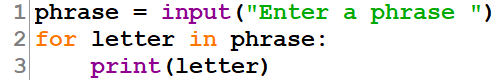 1 phrase = input("Enter a phrase ")
2 for letter in phrase:
3     print(letter)